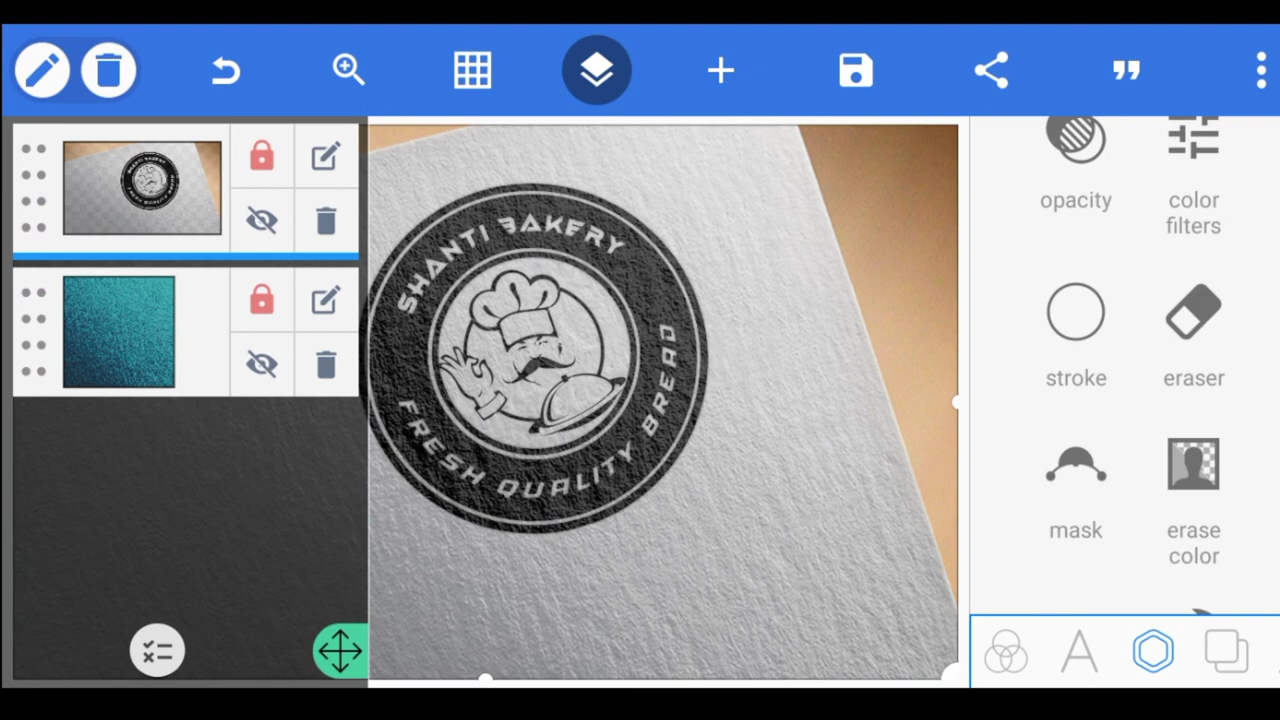 SHANTI BAKERY
FRESH QUALITY BREAD
opacity
color
filters
stroke
eraser
mask
erase
color